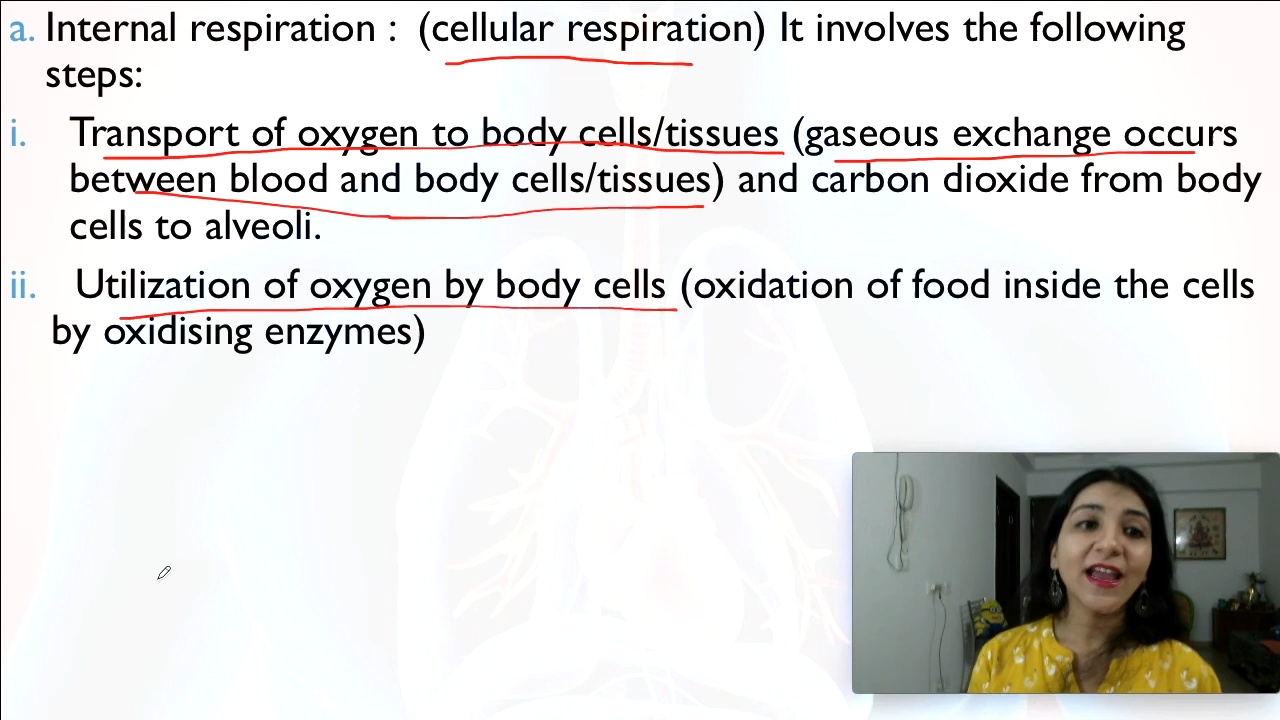 a. Internal respiration : (cellular respiration) It involves the following
steps:
i. Transport of oxygen to body cells/tissues (gaseous exchange occurs
between blood and body cells/tissues) and carbon dioxide from body
cells to alveoli.
ii. Utilization of oxygen by body cells (oxidation of food inside the cells
by oxidising enzymes)